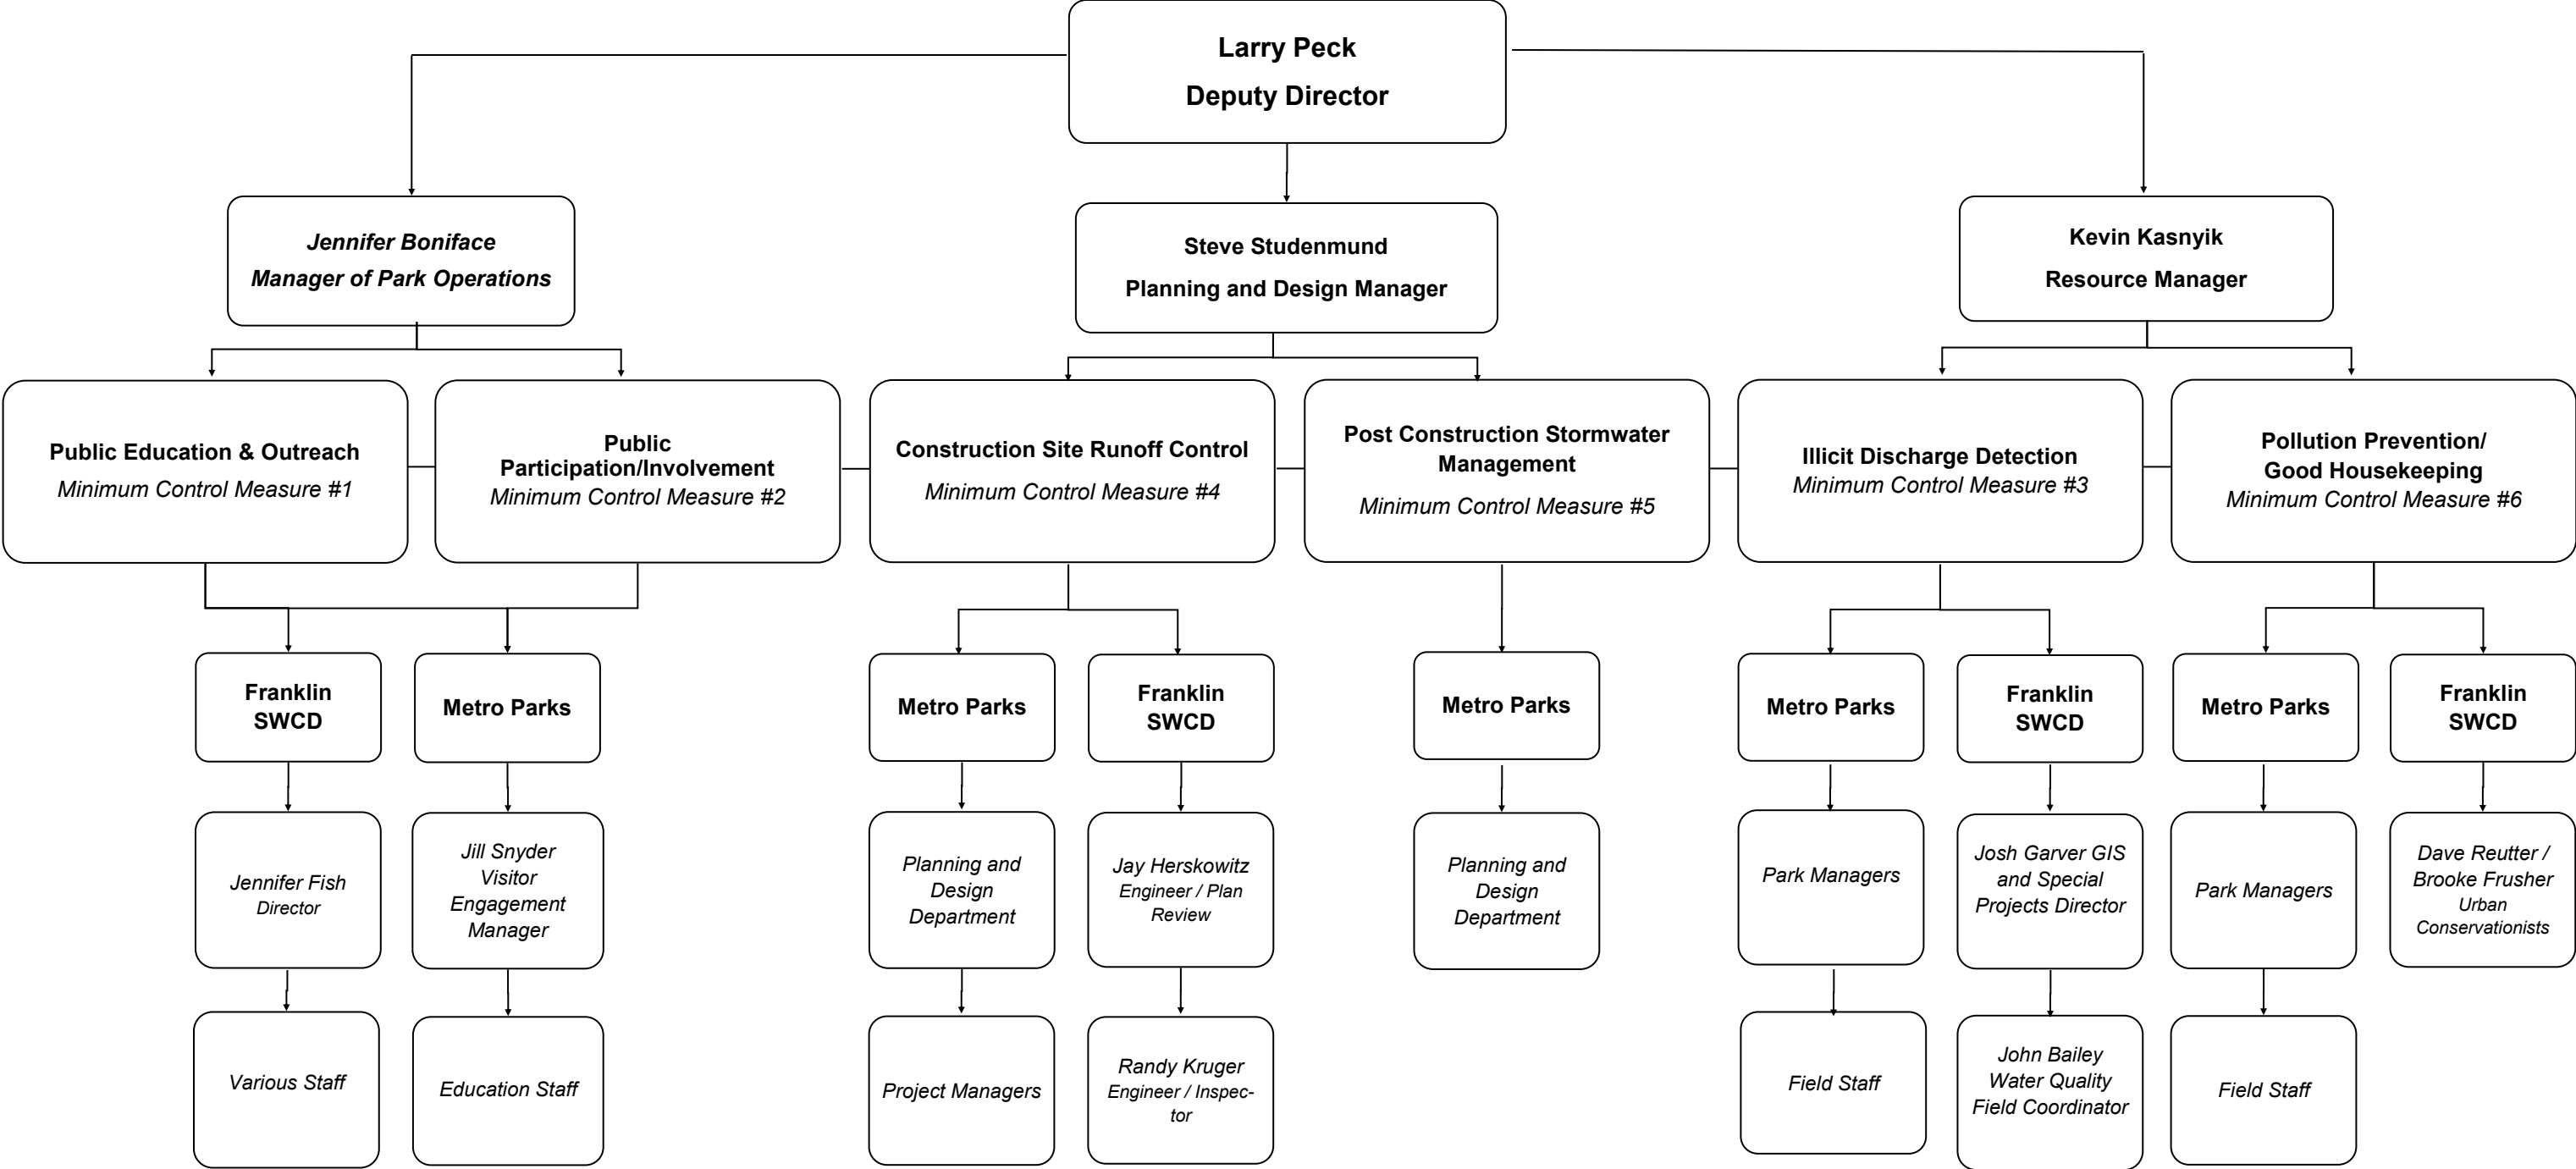 Larry Peck
Deputy Director
Jennifer Boniface
Manager of Park Operations
Steve Studenmund
Planning and Design Manager
Kevin Kasnyik
Resource Manager
Public Education & Outreach
Minimum Control Measure #1
Public
Participation/Involvement
Minimum Control Measure #2
Construction Site Runoff Control
Minimum Control Measure #4
Post Construction Stormwater
Management
Minimum Control Measure #5
Illicit Discharge Detection
Minimum Control Measure #3
Pollution Prevention/
Good Housekeeping
Minimum Control Measure #6
Franklin
SWCD
Metro Parks
Metro Parks
Franklin
SWCD
Metro Parks
Metro Parks
Franklin
SWCD
Metro Parks
Franklin
SWCD
Jennifer Fish
Director
Jill Snyder
Visitor
Engagement
Manager
Planning and
Design
Department
Jay Herskowitz
Engineer / Plan
Review
Planning and
Design
Department
Park Managers
Josh Garver GIS
and Special
Projects Director
Park Managers
Dave Reutter /
Brooke Frusher
Urban
Conservationists
Various Staff
Education Staff
Project Managers
Randy Kruger
Engineer / Inspec-
tor
Field Staff
John Bailey
Water Quality
Field Coordinator
Field Staff